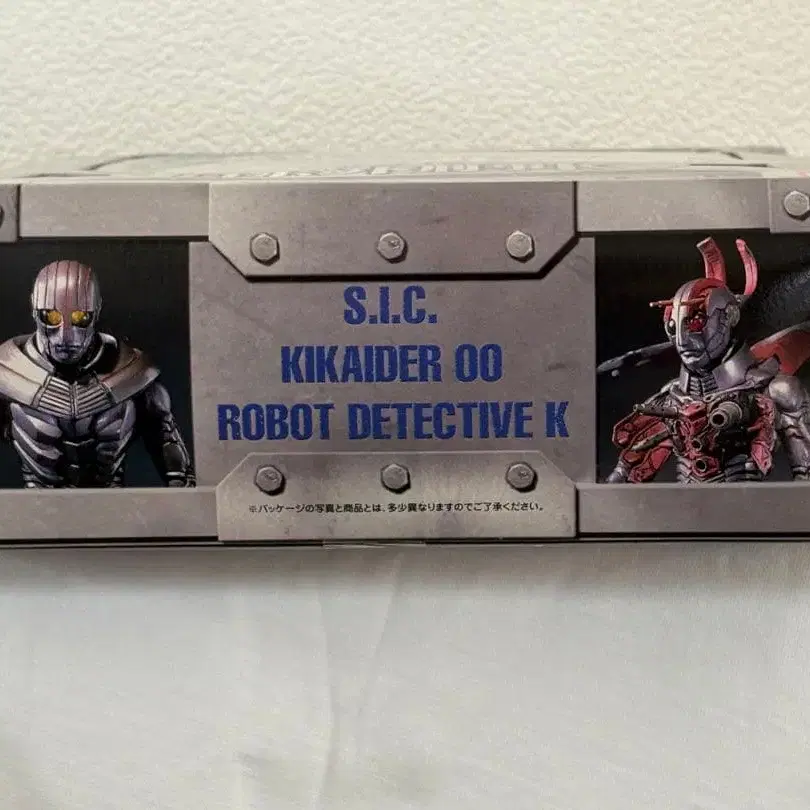 S.I.C.
KIKAIDER 00
ROBOT DETECTIVE K
※パッケージの写真と商品とは、多少異なりますのでご了承ください。